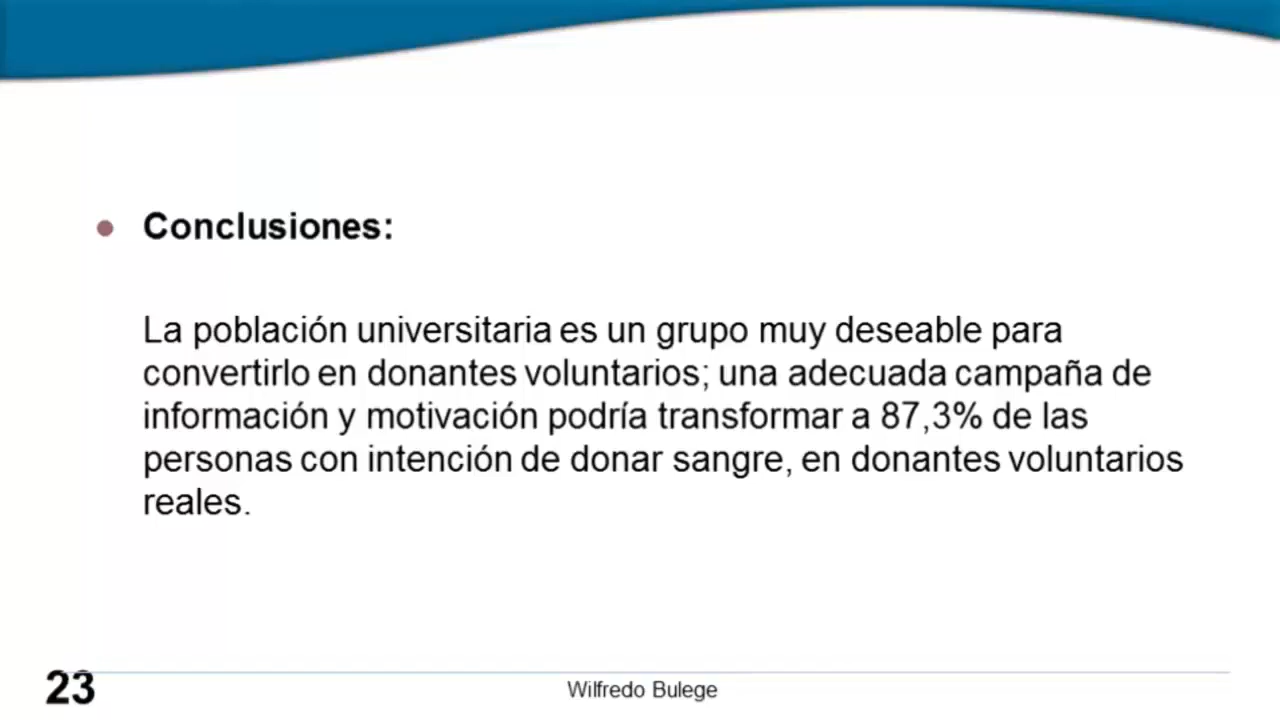 Conclusiones:
La población universitaria es un grupo muy deseable para
convertirlo en donantes voluntarios; una adecuada campaña de
información y motivación podría transformar a 87,3% de las
personas con intención de donar sangre, en donantes voluntarios
reales.
23
Wilfredo Bulege